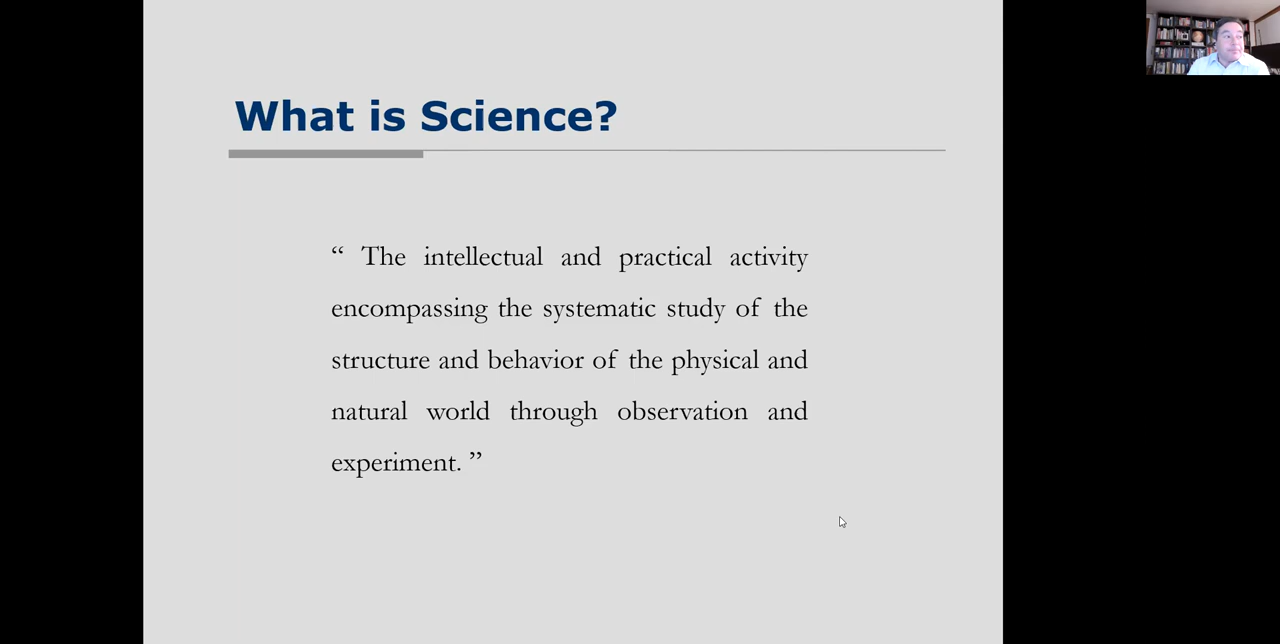 What is Science?
“ The intellectual and practical activity
encompassing the systematic study of the
structure and behavior of the physical and
natural world through observation and
experiment. ”